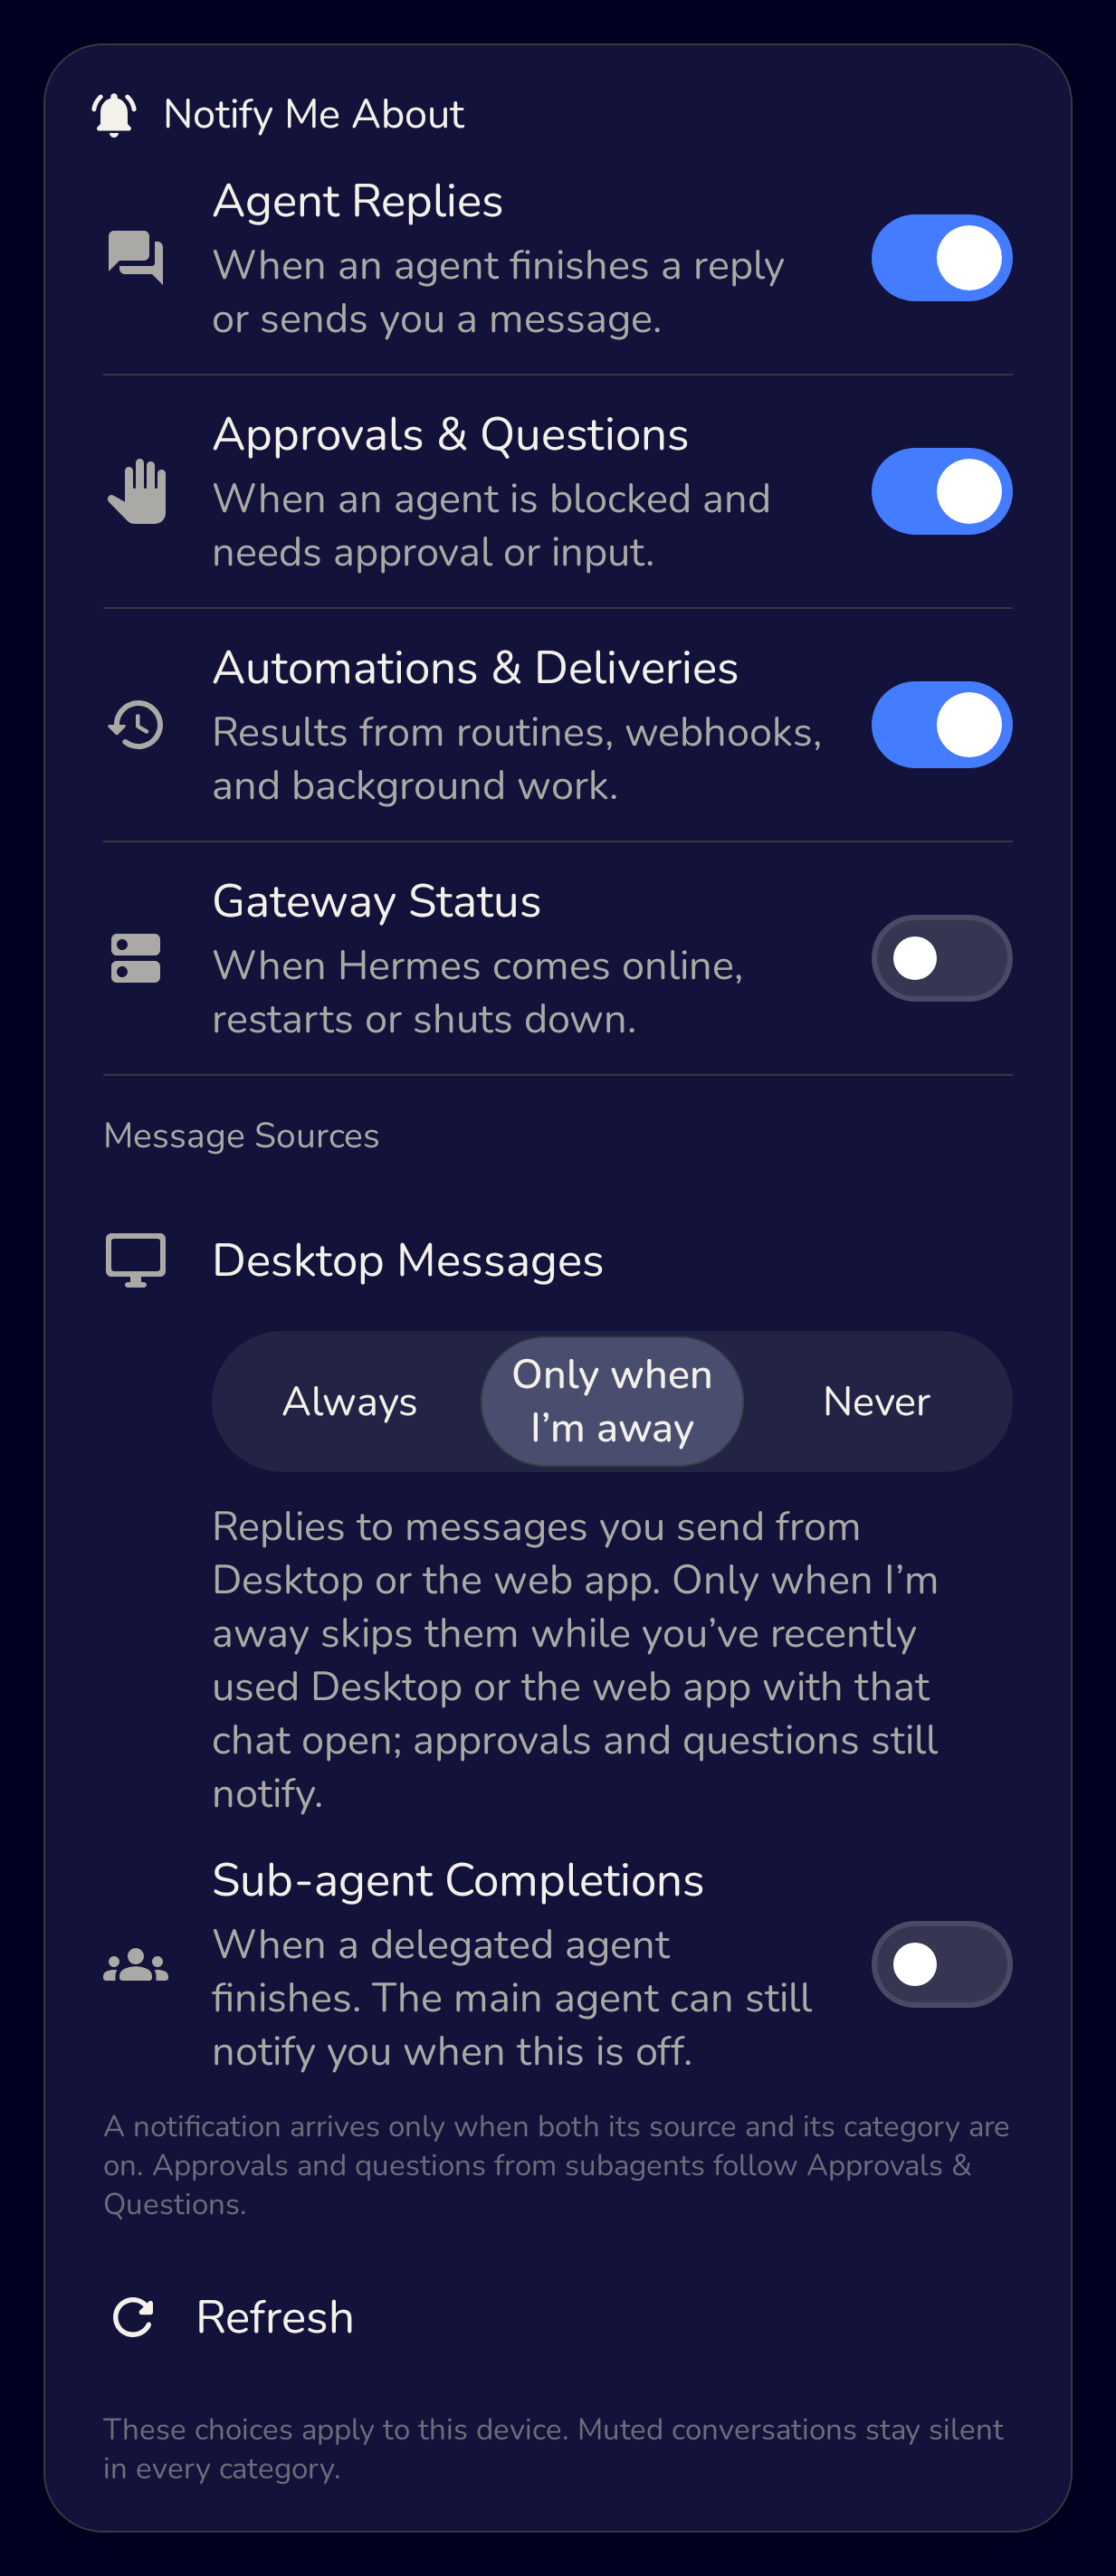 Notify Me About
Agent Replies
When an agent finishes a reply
or sends you a message.
Approvals & Questions
When an agent is blocked and
needs approval or input.
Automations & Deliveries
Results from routines, webhooks,
and background work.
Gateway Status
When Hermes comes online,
restarts or shuts down.
Message Sources
Desktop Messages
Always
Only when
I’m away
Never
Replies to messages you send from
Desktop or the web app. Only when I’m
away skips them while you’ve recently
used Desktop or the web app with that
chat open; approvals and questions still
notify.
Sub-agent Completions
When a delegated agent
finishes. The main agent can still
notify you when this is off.
A notification arrives only when both its source and its category are
on. Approvals and questions from subagents follow Approvals &
Questions.
Refresh
These choices apply to this device. Muted conversations stay silent
in every category.